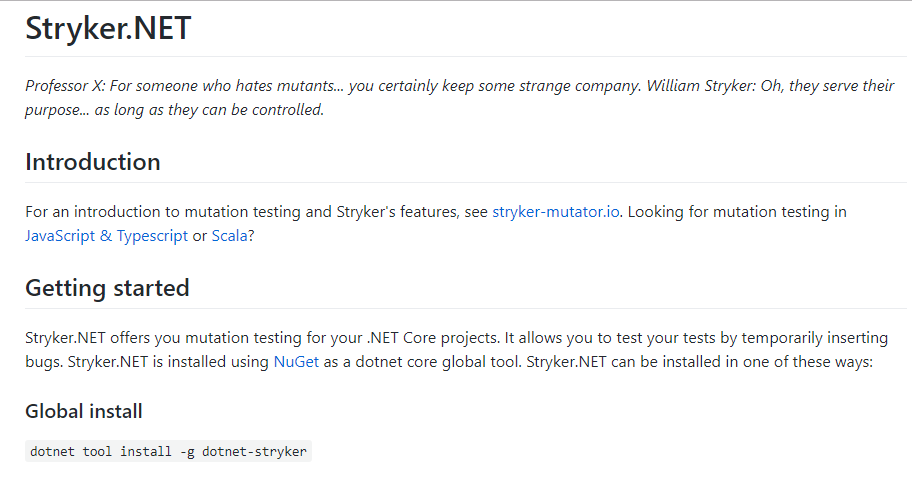 Stryker.NET
Professor X: For someone who hates mutants... you certainly keep some strange company. William Stryker: Oh, they serve their
purpose... as long as they can be controlled.
Introduction
For an introduction to mutation testing and Stryker's features, see stryker-mutator.io. Looking for mutation testing in
JavaScript & Typescript or Scala?
Getting started
Stryker.NET offers you mutation testing for your .NET Core projects. It allows you to test your tests by temporarily inserting
bugs. Stryker.NET is installed using NuGet as a dotnet core global tool. Stryker.NET can be installed in one of these ways:
Global install
dotnet tool install -g dotnet-stryker